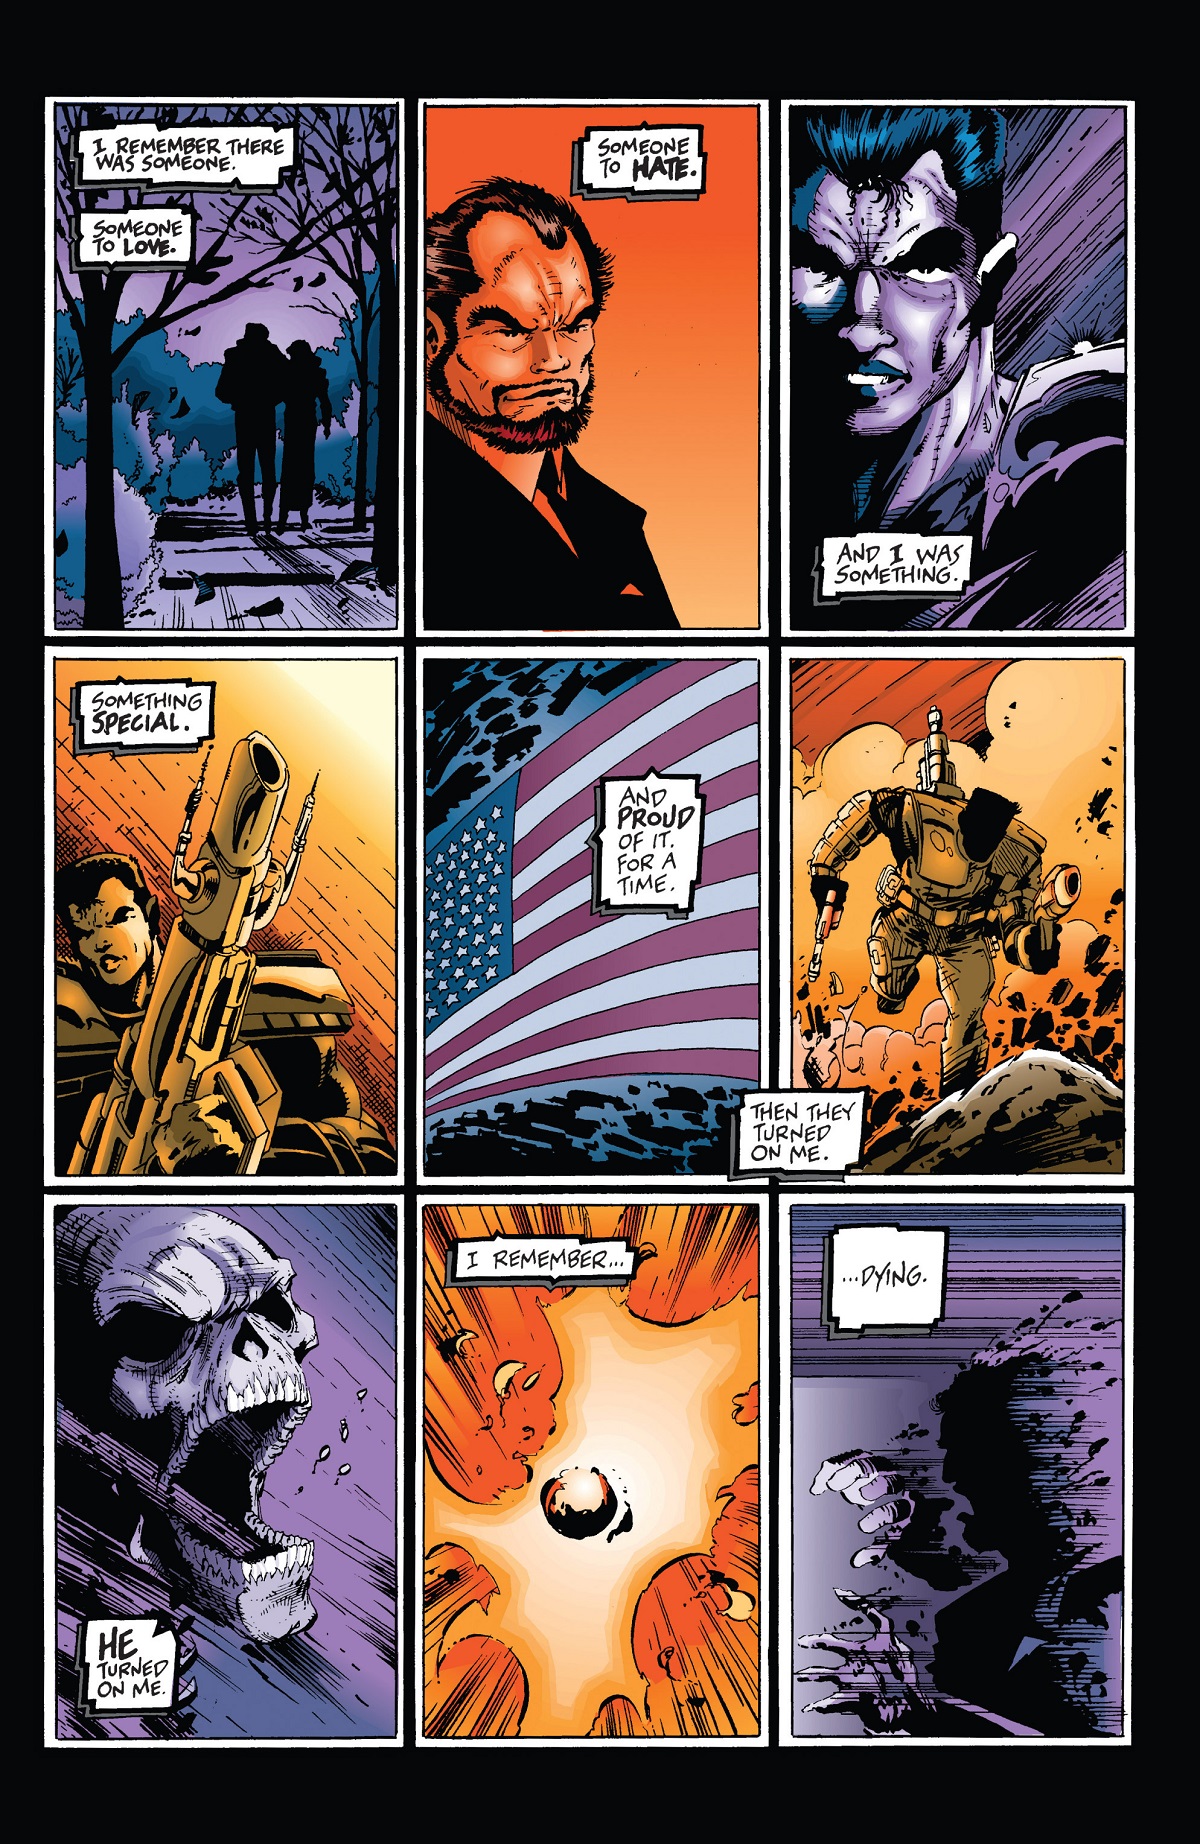 I REMEMBER THERE
WAS SOMEONE.
SOMEONE
TO LOVE.
SOMEONE
TO HATE.
AND I WAS
SOMETHING.
SOMETHING
SPECIAL.
AND
PROUD
OF IT.
FOR A
TIME.
THEN THEY
TURNED
ON ME.
HE
TURNED
ON ME.
I REMEMBER...
...DYING.